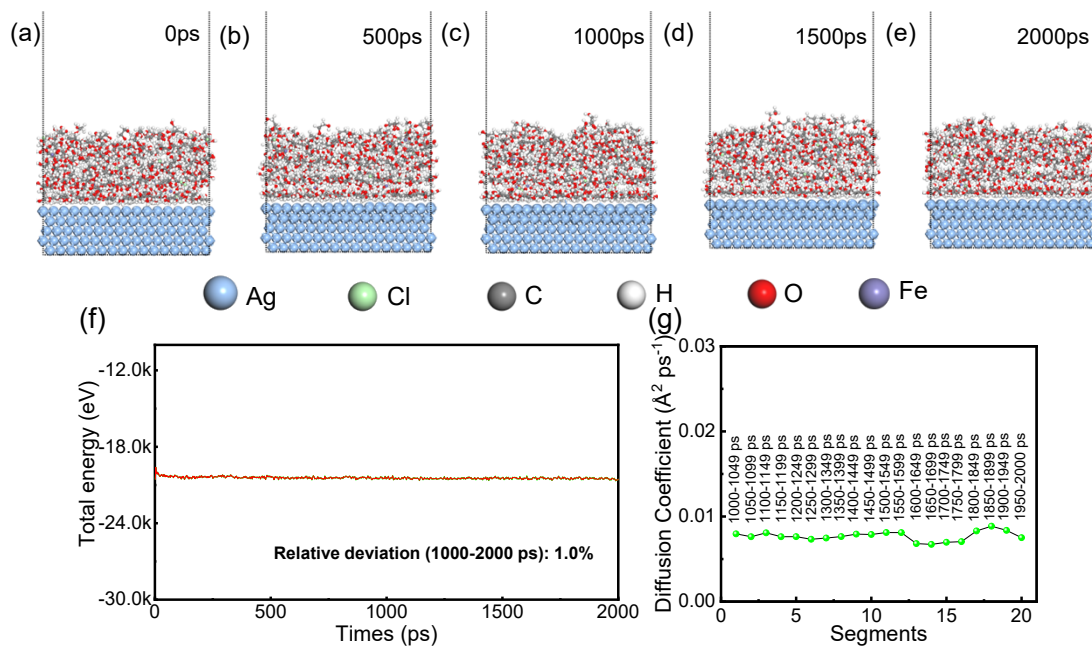 (a) 0ps
(b) 500ps
(c) 1000ps
(d) 1500ps
(e) 2000ps
Ag Cl C H O Fe
(f)
-12.0k
-18.0k
-24.0k
-30.0k
Total energy (eV)
Relative deviation (1000-2000 ps): 1.0%
0 500 1000 1500 2000
Times (ps)
(g)
0.03
0.02
0.01
0.00
Diffusion Coefficient (Å² ps⁻¹)
1000-1049 ps
1050-1099 ps
1100-1149 ps
1150-1199 ps
1200-1249 ps
1250-1299 ps
1300-1349 ps
1350-1399 ps
1400-1449 ps
1450-1499 ps
1500-1549 ps
1550-1599 ps
1600-1649 ps
1650-1699 ps
1700-1749 ps
1750-1799 ps
1800-1849 ps
1850-1899 ps
1900-1949 ps
1950-2000 ps
0 5 10 15 20
Segments